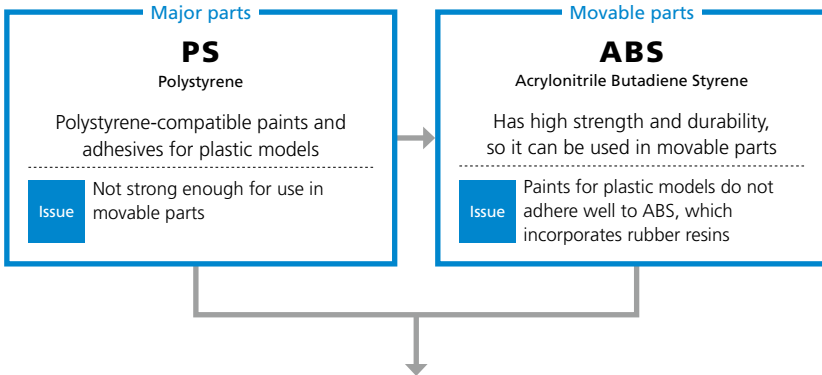 Major parts
PS
Polystyrene
Polystyrene-compatible paints and
adhesives for plastic models
Issue
Not strong enough for use in
movable parts
Movable parts
ABS
Acrylonitrile Butadiene Styrene
Has high strength and durability,
so it can be used in movable parts
Issue
Paints for plastic models do not
adhere well to ABS, which
incorporates rubber resins